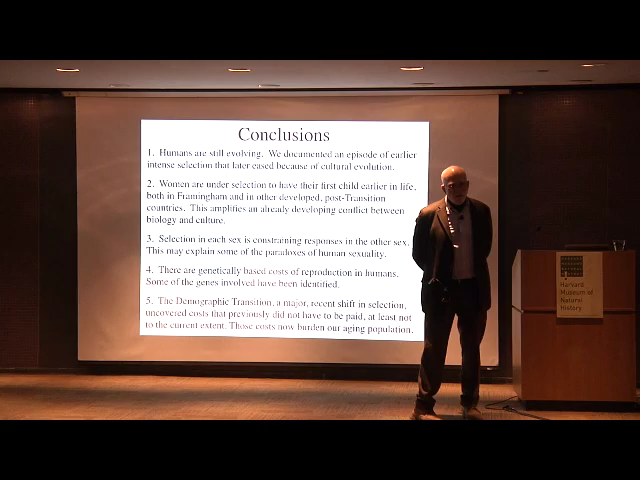 Conclusions
1. Humans are still evolving. We documented an episode of earlier
intense selection that later eased because of cultural evolution.
2. Women are under selection to have their first child earlier in life,
both in Framingham and in other developed, post-Transition
countries. This amplifies an already developing conflict between
biology and culture.
3. Selection in each sex is constraining responses in the other sex.
This may explain some of the paradoxes of human sexuality.
4. There are genetically based costs of reproduction in humans.
Some of the genes involved have been identified.
5. The Demographic Transition, a major, recent shift in selection,
uncovered costs that previously did not have to be paid, at least not
to the current extent. Those costs now burden our aging population.
Harvard
Museum of
Natural
History